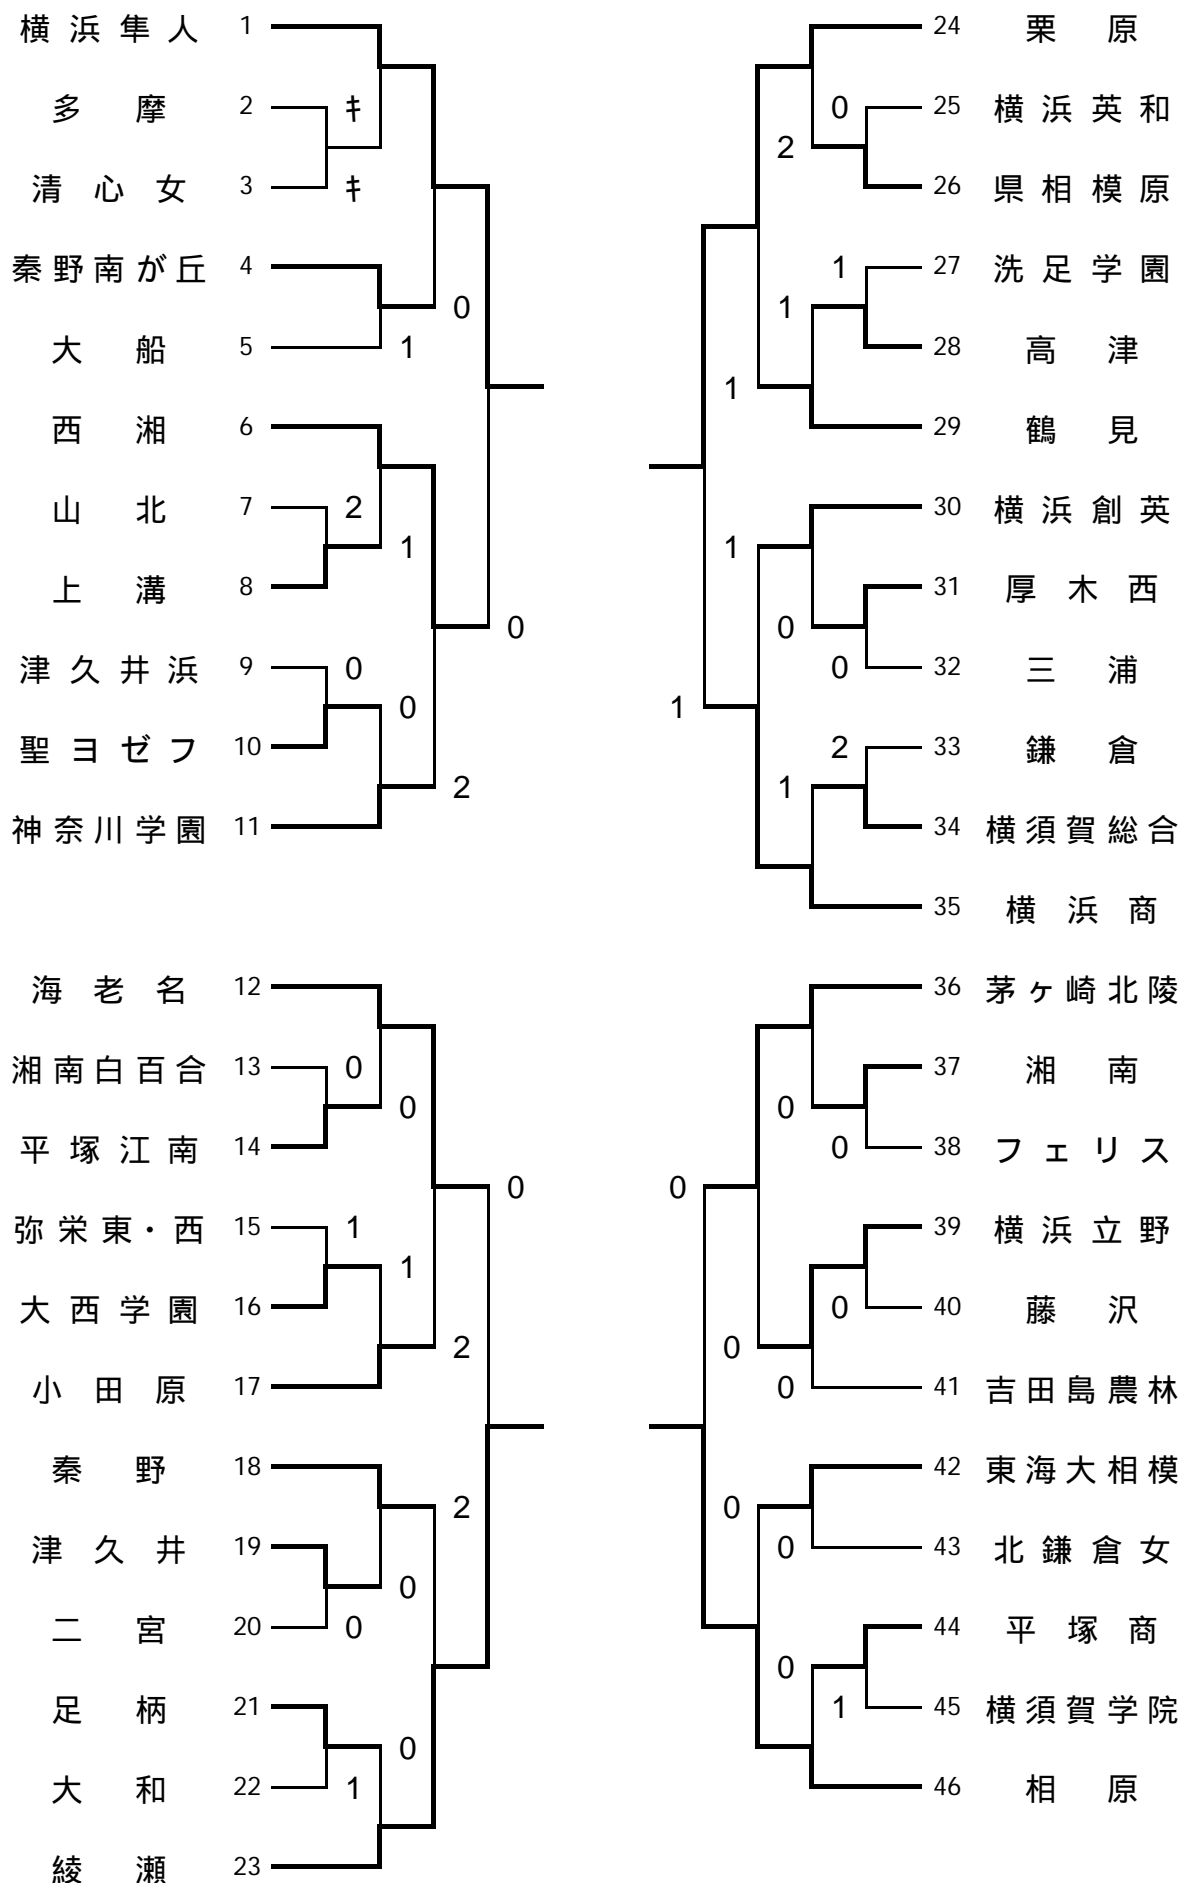 横浜隼人 1
多摩 2 ｷ
清心女 3 ｷ
秦野南が丘 4
0
大船 5 1
西湘 6
山北 7 2
1
上溝 8
0
津久井浜 9 0
0
聖ヨゼフ 10
2
神奈川学園 11
海老名 12
湘南白百合 13 0
0
平塚江南 14
0
弥栄東・西 15 1
1
大西学園 16
2
小田原 17
秦野 18
2
津久井 19
0
二宮 20 0
足柄 21
0
大和 22 1
綾瀬 23
24 栗原
0 25 横浜英和
2
26 県相模原
1 27 洗足学園
1
28 高津
1
29 鶴見
30 横浜創英
1
31 厚木西
0
0 32 三浦
1
2 33 鎌倉
1
34 横須賀総合
35 横浜商
36 茅ヶ崎北陵
37 湘南
0
0 38 フェリス
0
39 横浜立野
0 40 藤沢
0
0 41 吉田島農林
42 東海大相模
0
0 43 北鎌倉女
44 平塚商
0
1 45 横須賀学院
46 相原